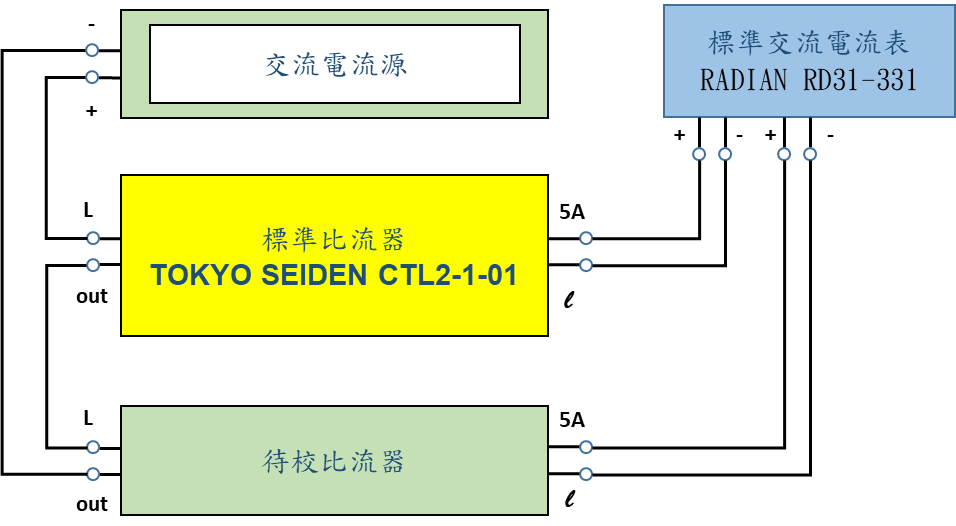 -
交流電流源
+
標準交流電流表
RADIAN RD31-331
+
-
+
-
L
標準比流器
TOKYO SEIDEN CTL2-1-01
5A
out
ℓ
L
待校比流器
5A
out
ℓ